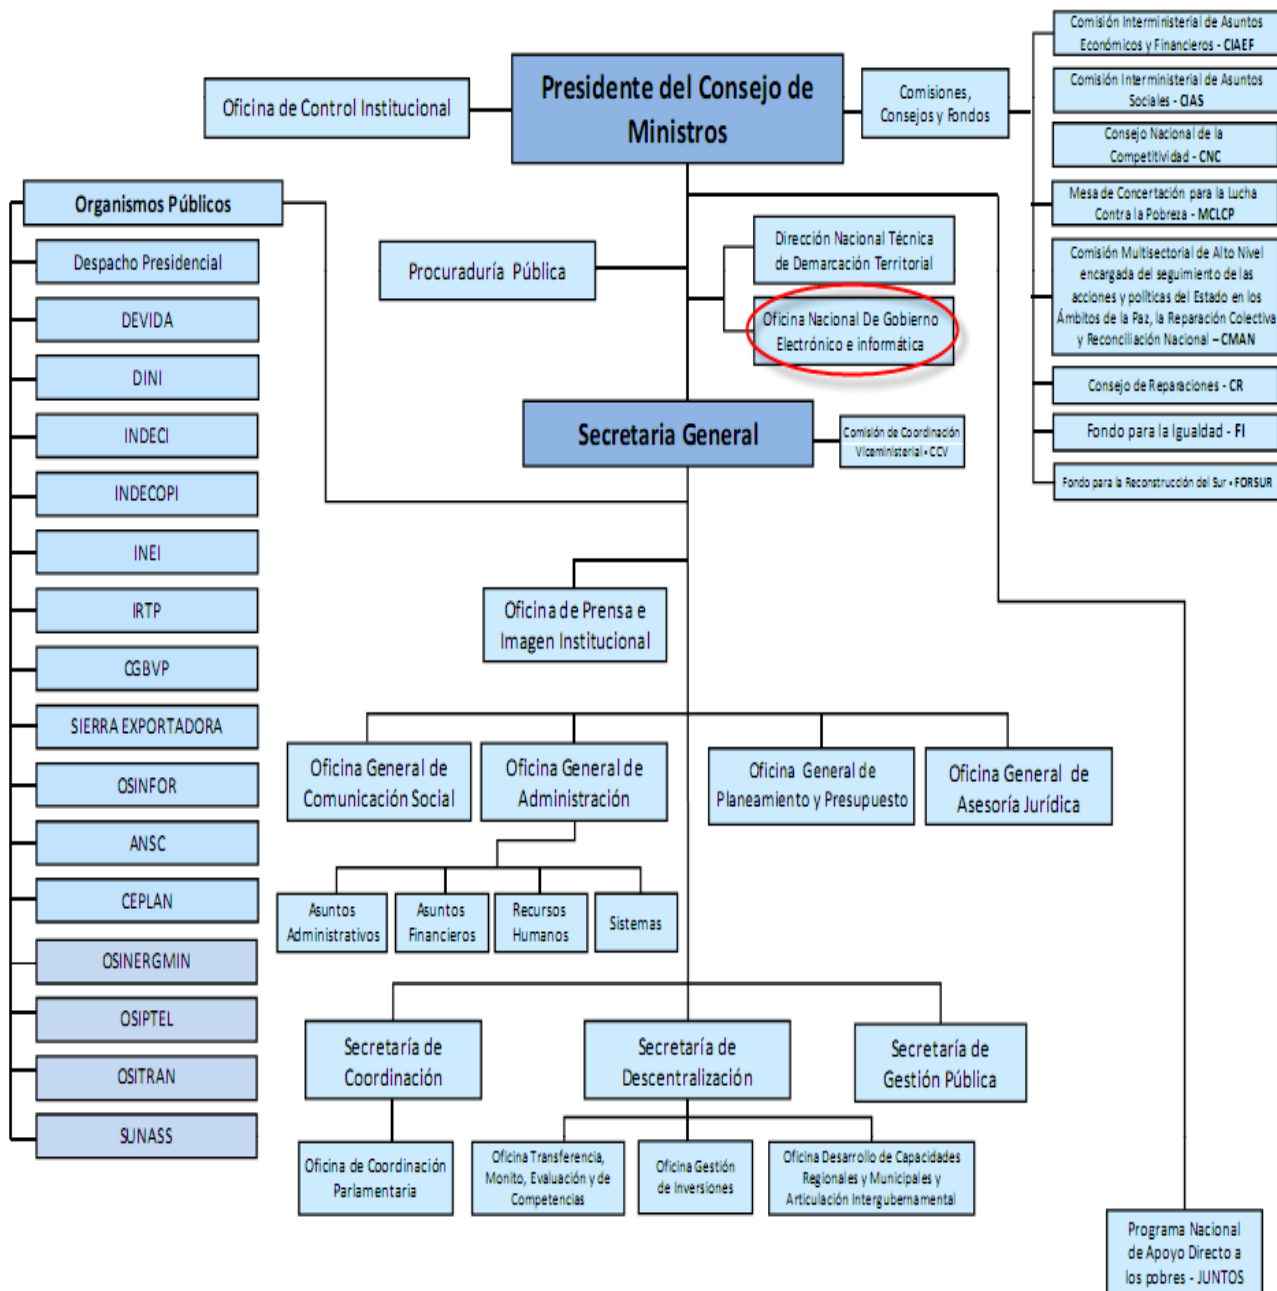 Presidente del Consejo de
Ministros
Oficina de Control Institucional
Comisiones,
Consejos y Fondos
Comisión Interministerial de Asuntos
Económicos y Financieros - CIAEF
Comisión Interministerial de Asuntos
Sociales - CIAS
Consejo Nacional de la
Competitividad - CNC
Mesa de Concertación para la Lucha
Contra la Pobreza - MCLCP
Comisión Multisectorial de Alto Nivel
encargada del seguimiento de las
acciones y políticas del Estado en los
Ámbitos de la Paz, la Reparación Colectiva
y Reconciliación Nacional – CMAN
Consejo de Reparaciones - CR
Fondo para la Igualdad - FI
Fondo para la Reconstrucción del Sur - FORSUR
Organismos Públicos
Despacho Presidencial
DEVIDA
DINI
INDECI
INDECOPI
INEI
IRTP
CGBVP
SIERRA EXPORTADORA
OSINFOR
ANSC
CEPLAN
OSINERGMIN
OSIPTEL
OSITRAN
SUNASS
Procuraduría Pública
Dirección Nacional Técnica
de Demarcación Territorial
Oficina Nacional De Gobierno
Electrónico e informática
Secretaria General
Comisión de Coordinación
Viceministerial - CCV
Oficina de Prensa e
Imagen Institucional
Oficina General de
Comunicación Social
Oficina General de
Administración
Oficina General de
Planeamiento y Presupuesto
Oficina General de
Asesoría Jurídica
Asuntos
Administrativos
Asuntos
Financieros
Recursos
Humanos
Sistemas
Secretaría de
Coordinación
Secretaría de
Descentralización
Secretaría de
Gestión Pública
Oficina de Coordinación
Parlamentaria
Oficina Transferencia,
Monito, Evaluación y de
Competencias
Oficina Gestión
de Inversiones
Oficina Desarrollo de Capacidades
Regionales y Municipales y
Articulación Intergubernamental
Programa Nacional
de Apoyo Directo a
los pobres - JUNTOS